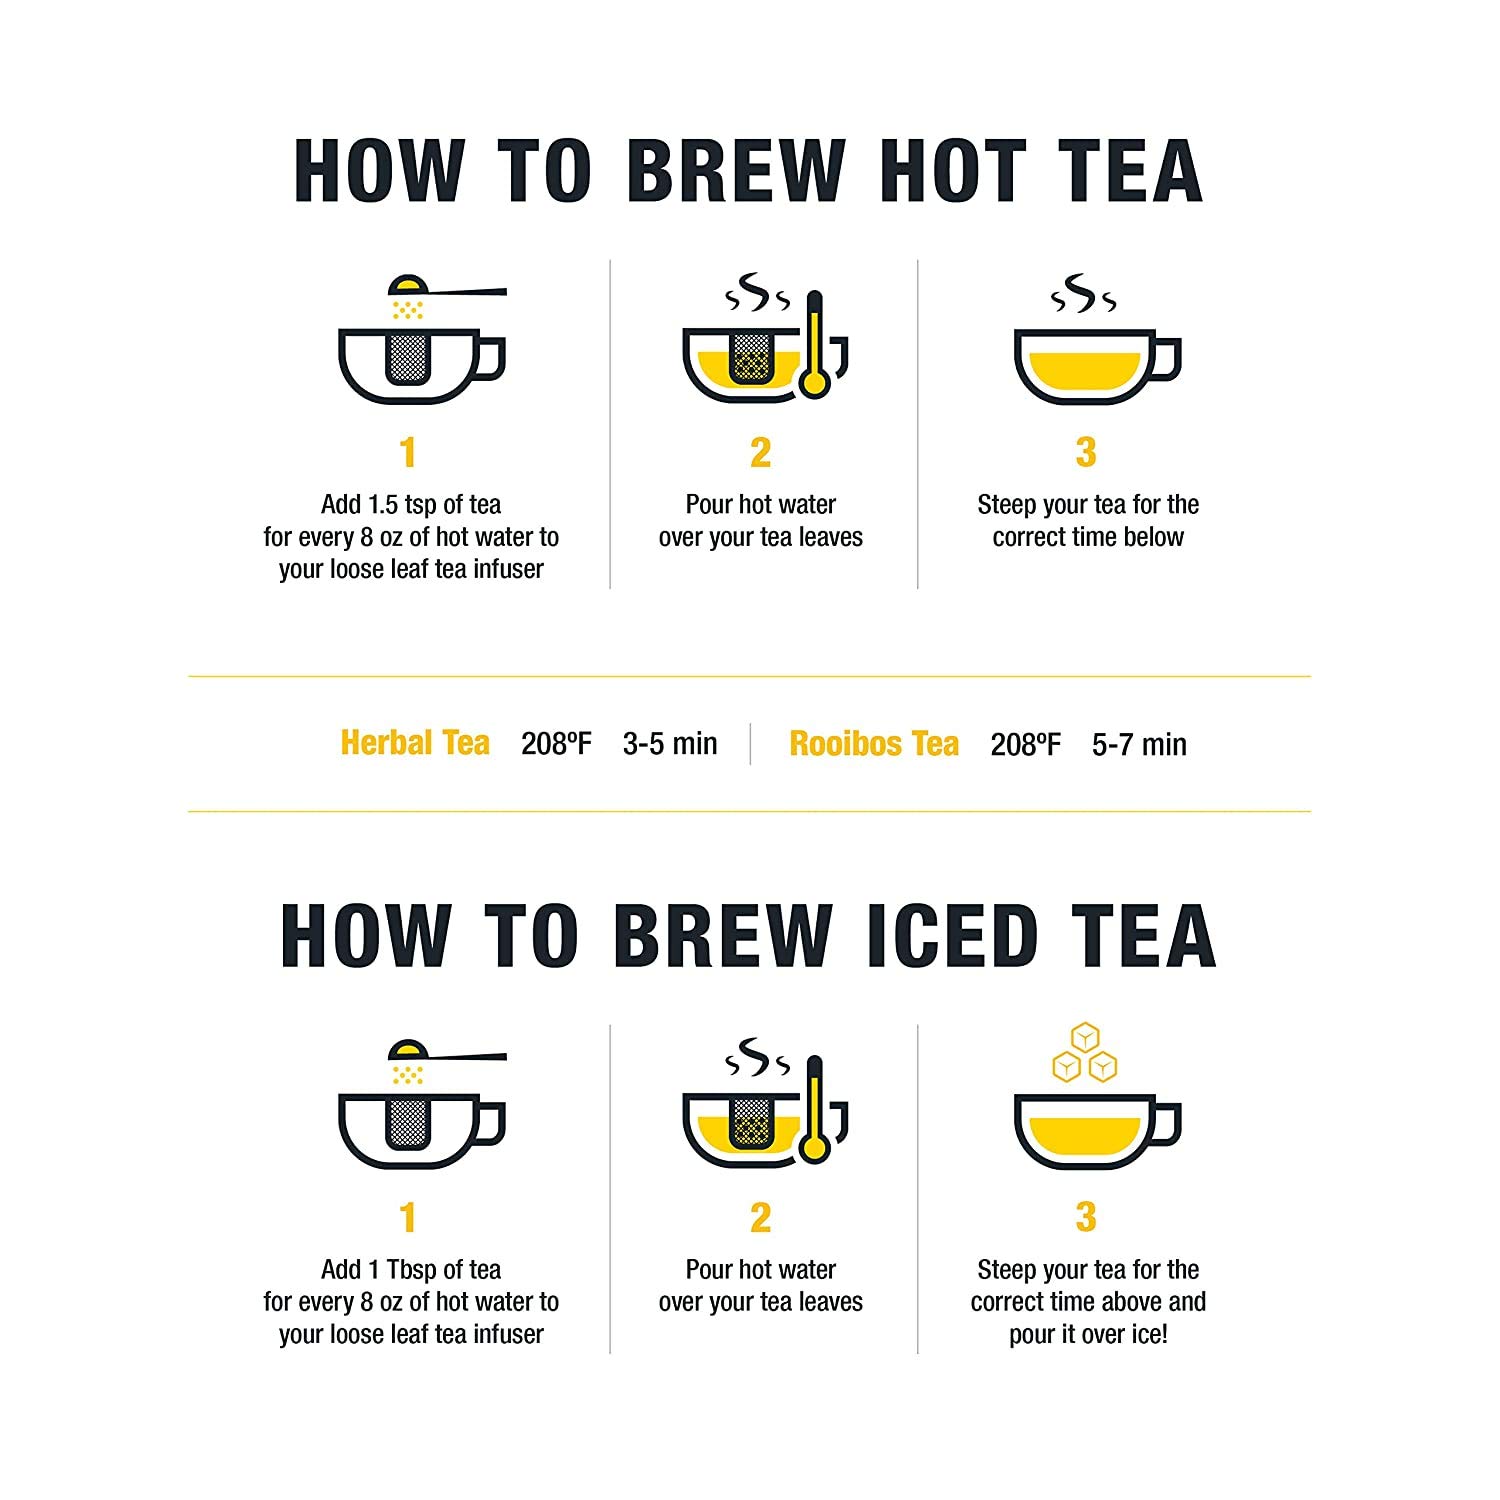 HOW TO BREW HOT TEA
1
Add 1.5 tsp of tea
for every 8 oz of hot water to
your loose leaf tea infuser
2
Pour hot water
over your tea leaves
3
Steep your tea for the
correct time below
Herbal Tea 208ºF 3-5 min
Rooibos Tea 208ºF 5-7 min
HOW TO BREW ICED TEA
1
Add 1 Tbsp of tea
for every 8 oz of hot water to
your loose leaf tea infuser
2
Pour hot water
over your tea leaves
3
Steep your tea for the
correct time above and
pour it over ice!